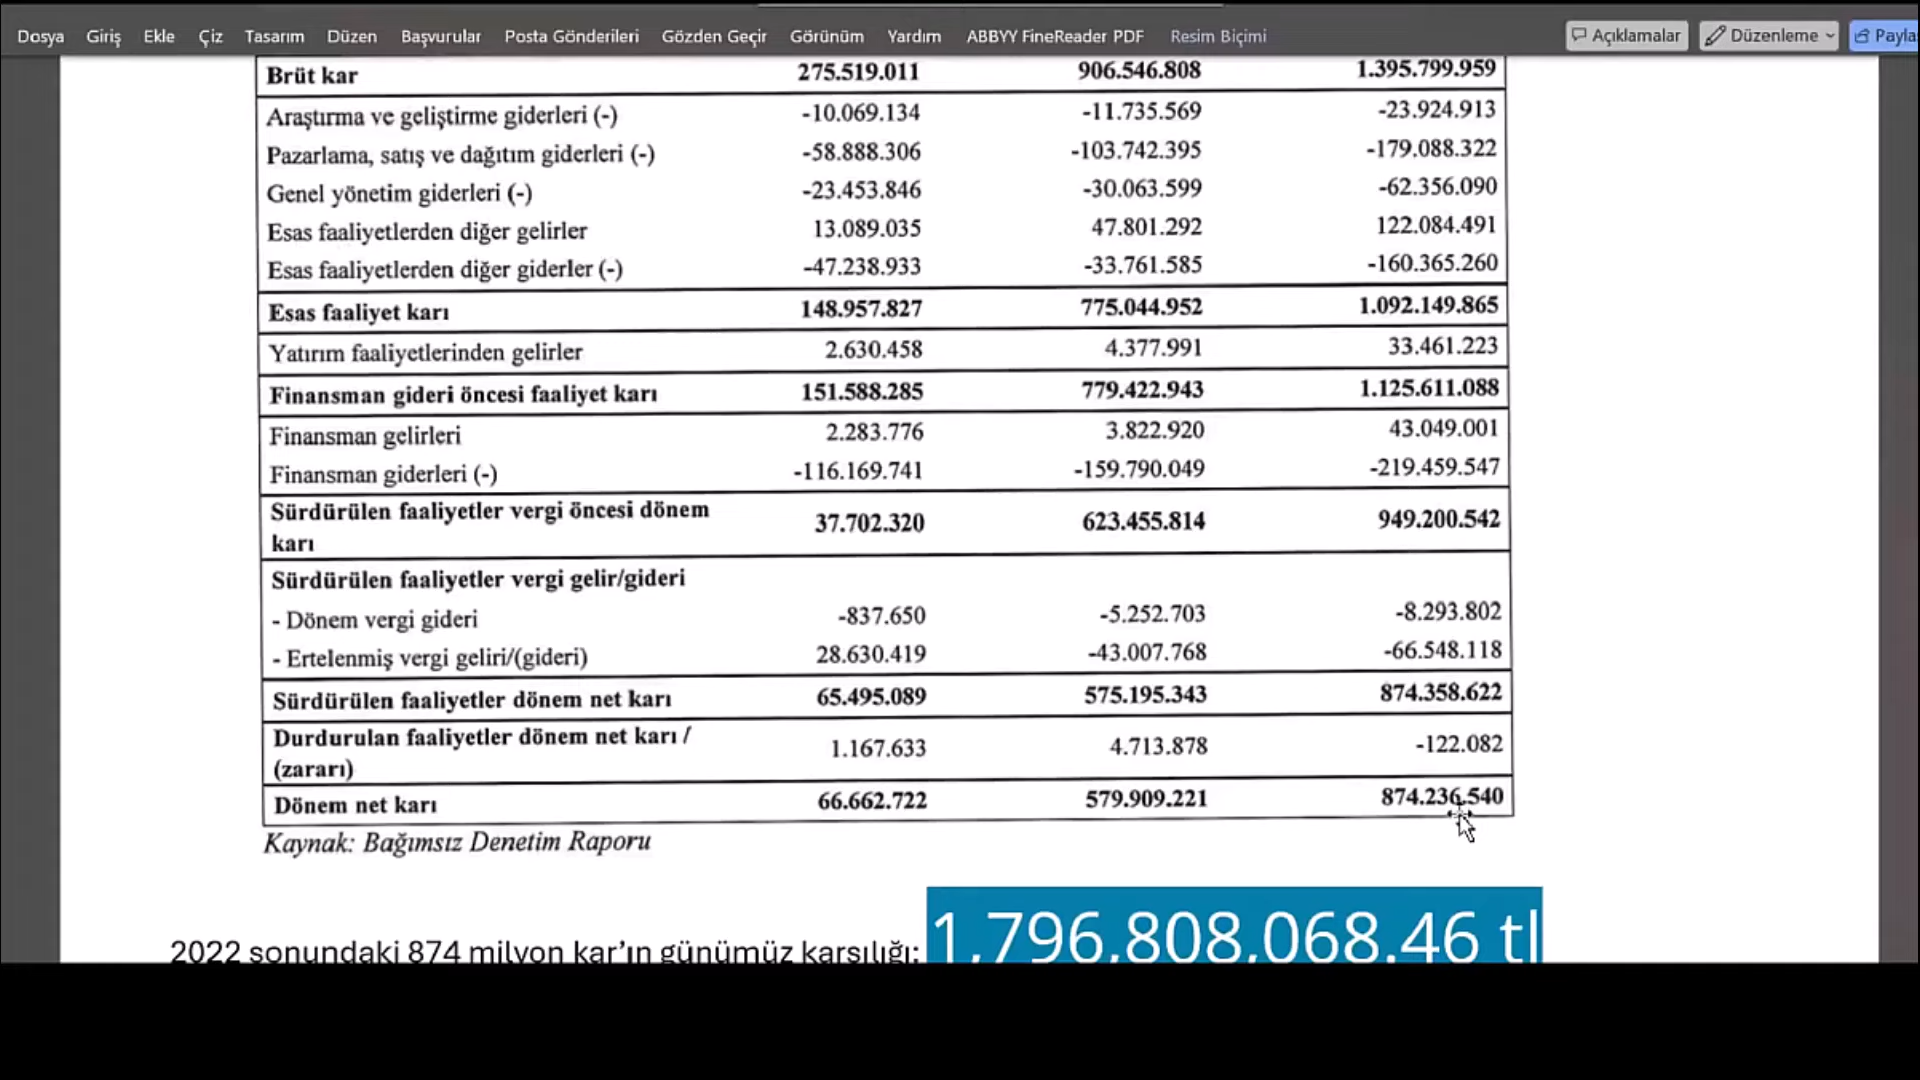 Dosya Giriş Ekle Çiz Tasarım Düzen Başvurular Posta Gönderileri Gözden Geçir Görünüm Yardım ABBYY FineReader PDF Resim Biçimi Açıklamalar Düzenleme Payla
Brüt kar 275.519.011 906.546.808 1.395.799.959
Araştırma ve geliştirme giderleri (-) -10.069.134 -11.735.569 -23.924.913
Pazarlama, satış ve dağıtım giderleri (-) -58.888.306 -103.742.395 -179.088.322
Genel yönetim giderleri (-) -23.453.846 -30.063.599 -62.356.090
Esas faaliyetlerden diğer gelirler 13.089.035 47.801.292 122.084.491
Esas faaliyetlerden diğer giderler (-) -47.238.933 -33.761.585 -160.365.260
Esas faaliyet karı 148.957.827 775.044.952 1.092.149.865
Yatırım faaliyetlerinden gelirler 2.630.458 4.377.991 33.461.223
Finansman gideri öncesi faaliyet karı 151.588.285 779.422.943 1.125.611.088
Finansman gelirleri 2.283.776 3.822.920 43.049.001
Finansman giderleri (-) -116.169.741 -159.790.049 -219.459.547
Sürdürülen faaliyetler vergi öncesi dönem
karı 37.702.320 623.455.814 949.200.542
Sürdürülen faaliyetler vergi gelir/gideri
- Dönem vergi gideri -837.650 -5.252.703 -8.293.802
- Ertelenmiş vergi geliri/(gideri) 28.630.419 -43.007.768 -66.548.118
Sürdürülen faaliyetler dönem net karı 65.495.089 575.195.343 874.358.622
Durdurulan faaliyetler dönem net karı /
(zararı) 1.167.633 4.713.878 -122.082
Dönem net karı 66.662.722 579.909.221 874.236.540
Kaynak: Bağımsız Denetim Raporu
2022 sonundaki 874 milyon kar’ın günümüz karşılığı: 1,796,808,068.46 tl